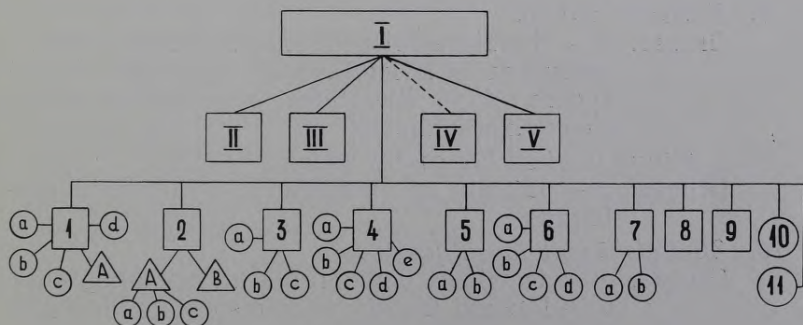 I
II III IV V
a 1 d 2 a 3 a 4 e 5 a 6 7 8 9 10
b c A A B b c b c d a b b c d a b 11
a b c